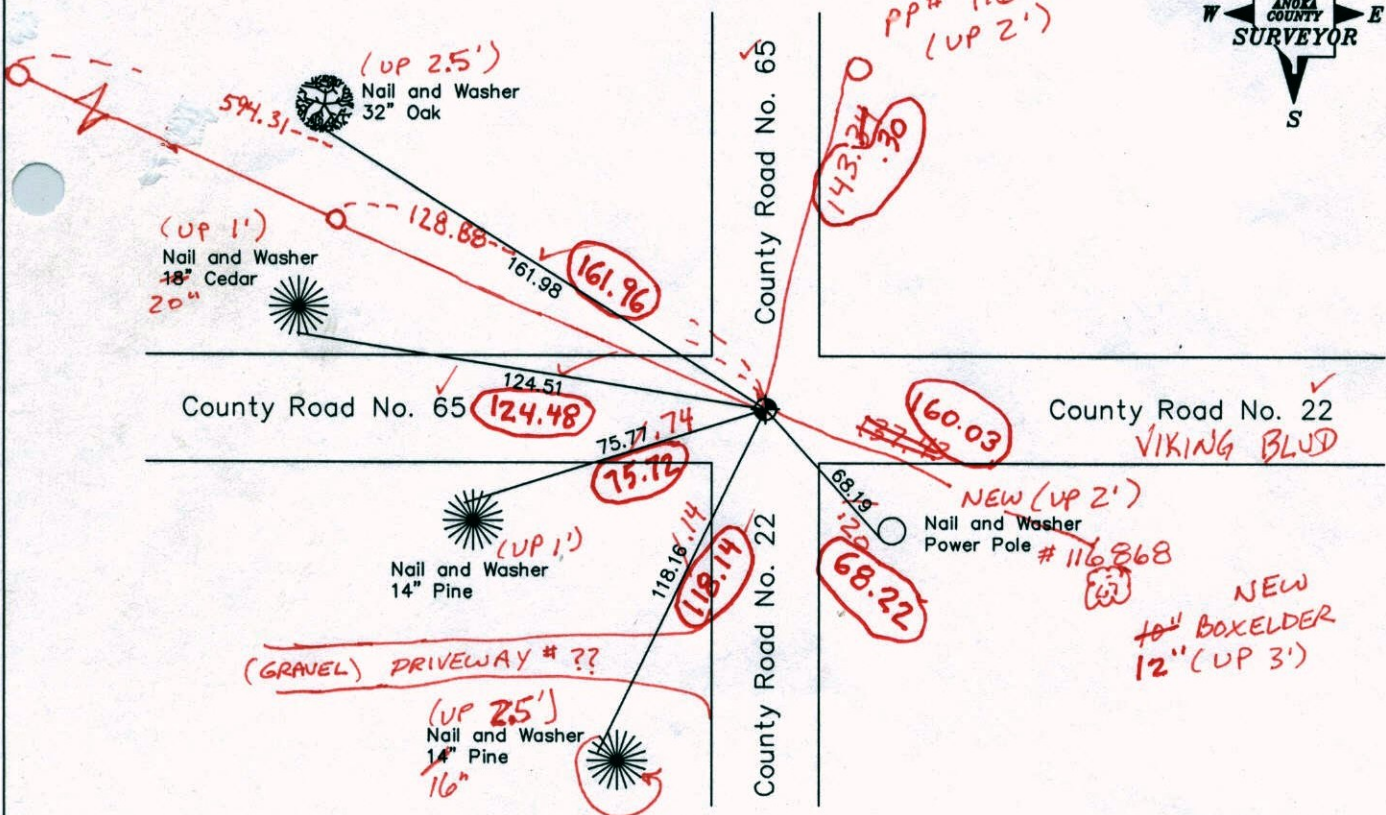 W ANOKA COUNTY E
SURVEYOR
S
PP#
(UP 2')
(UP 2.5')
Nail and Washer
32" Oak
594.31
County Road No. 65
143.24
.30
(UP 1')
Nail and Washer
18" Cedar
20"
128.88
161.98
161.96
124.51
County Road No. 65
124.48
160.03
County Road No. 22
VIKING BLVD
75.77
.74
75.72
68.19
.20
68.22
NEW (UP 2')
Nail and Washer
Power Pole
#116868
(UP 1')
Nail and Washer
14" Pine
118.16
.14
118.14
County Road No. 22
NEW
10" BOXELDER
12" (UP 3')
(GRAVEL) DRIVEWAY # ??
(UP 2.5')
Nail and Washer
14" Pine
16"